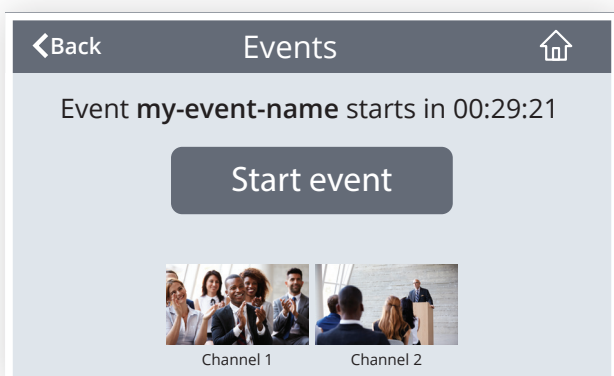 Back Events
Event my-event-name starts in 00:29:21
Start event
Channel 1 Channel 2